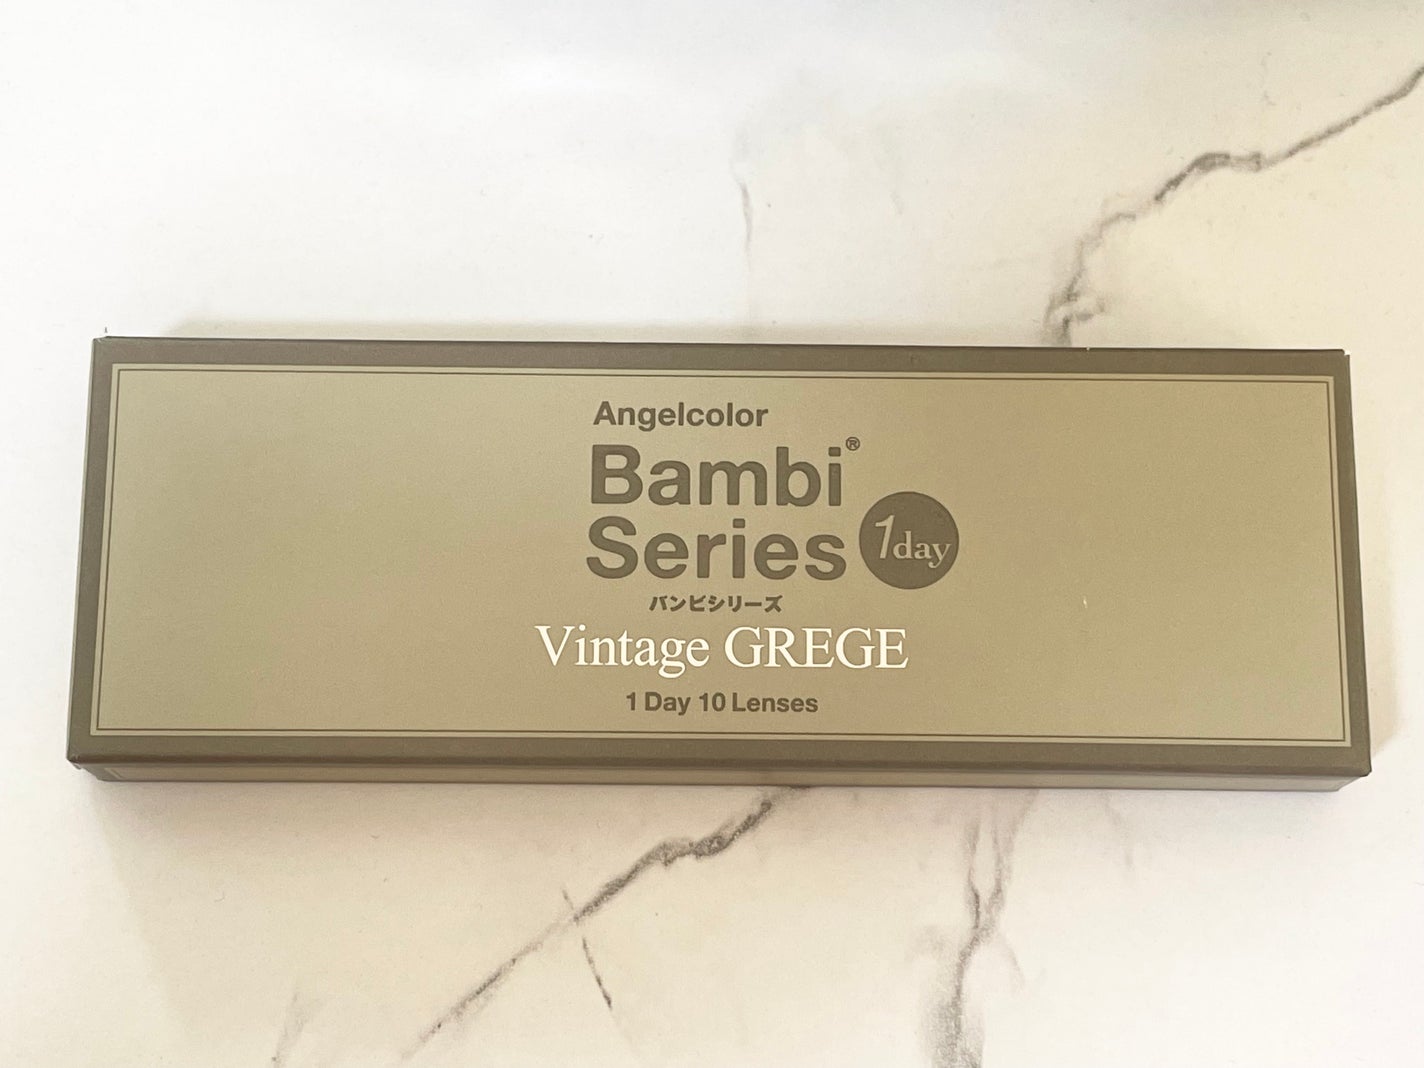 Angelcolor
Bambi®
Series 1day
バンビシリーズ
Vintage GREGE
1 Day 10 Lenses